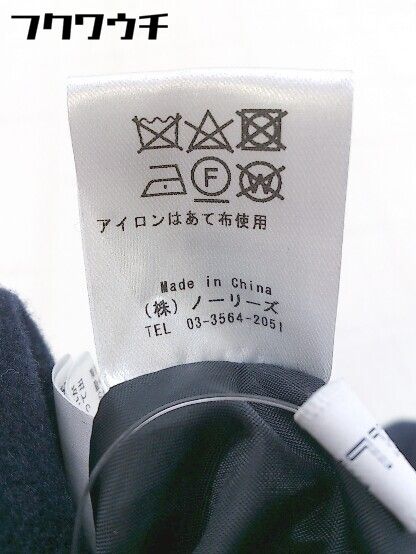 フクワウチ
F
W
アイロンはあて布使用
Made in China
(株) ノーリーズ
TEL 03-3564-2051